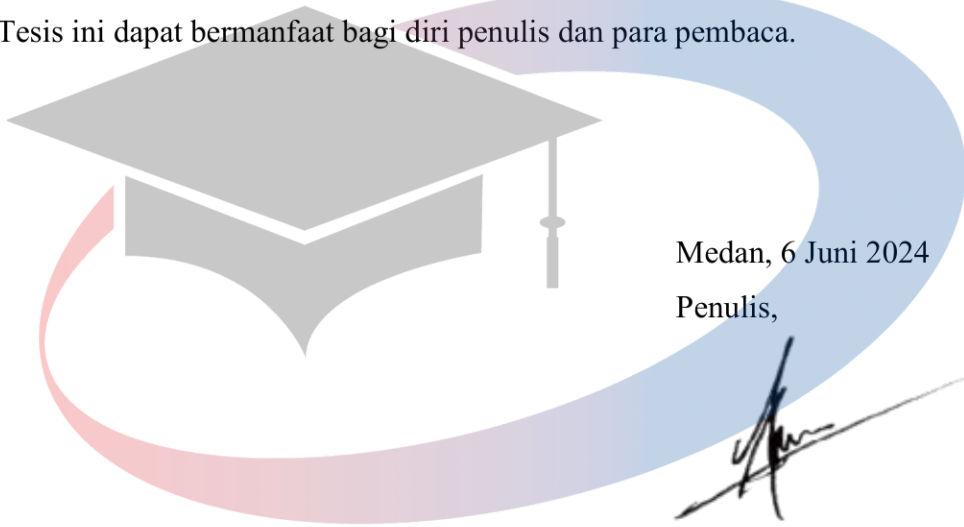 Tesis ini dapat bermanfaat bagi diri penulis dan para pembaca.
Medan, 6 Juni 2024
Penulis,